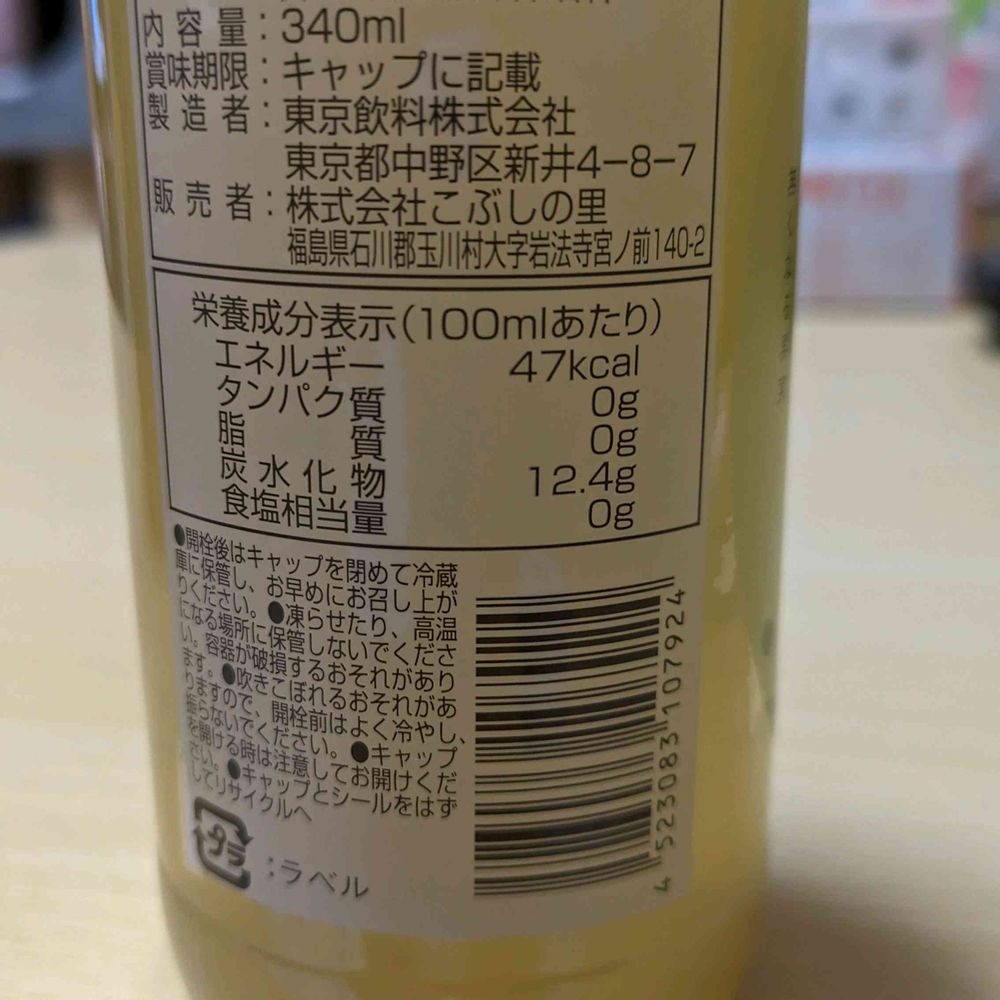 内容量：340ml
賞味期限：キャップに記載
製造者：東京飲料株式会社
東京都中野区新井4-8-7
販売者：株式会社こぶしの里
福島県石川郡玉川村大字岩法寺宮ノ前140-2
栄養成分表示(100mlあたり)
エネルギー 47kcal
タンパク質 0g
脂質 0g
炭水化物 12.4g
食塩相当量 0g
●開栓後はキャップを閉めて冷蔵
庫に保管し、お早めにお召し上が
りください。●凍らせたり、高温
になる場所に保管しないでくださ
い。容器が破損するおそれがあり
ます。●吹きこぼれるおそれがあ
りますので、開栓前はよく冷やし、
振らないでください。●キャップ
を開ける時は注意してお開けくだ
さい。●キャップとシールをはず
してリサイクルへ
プラ：ラベル
4523083107924